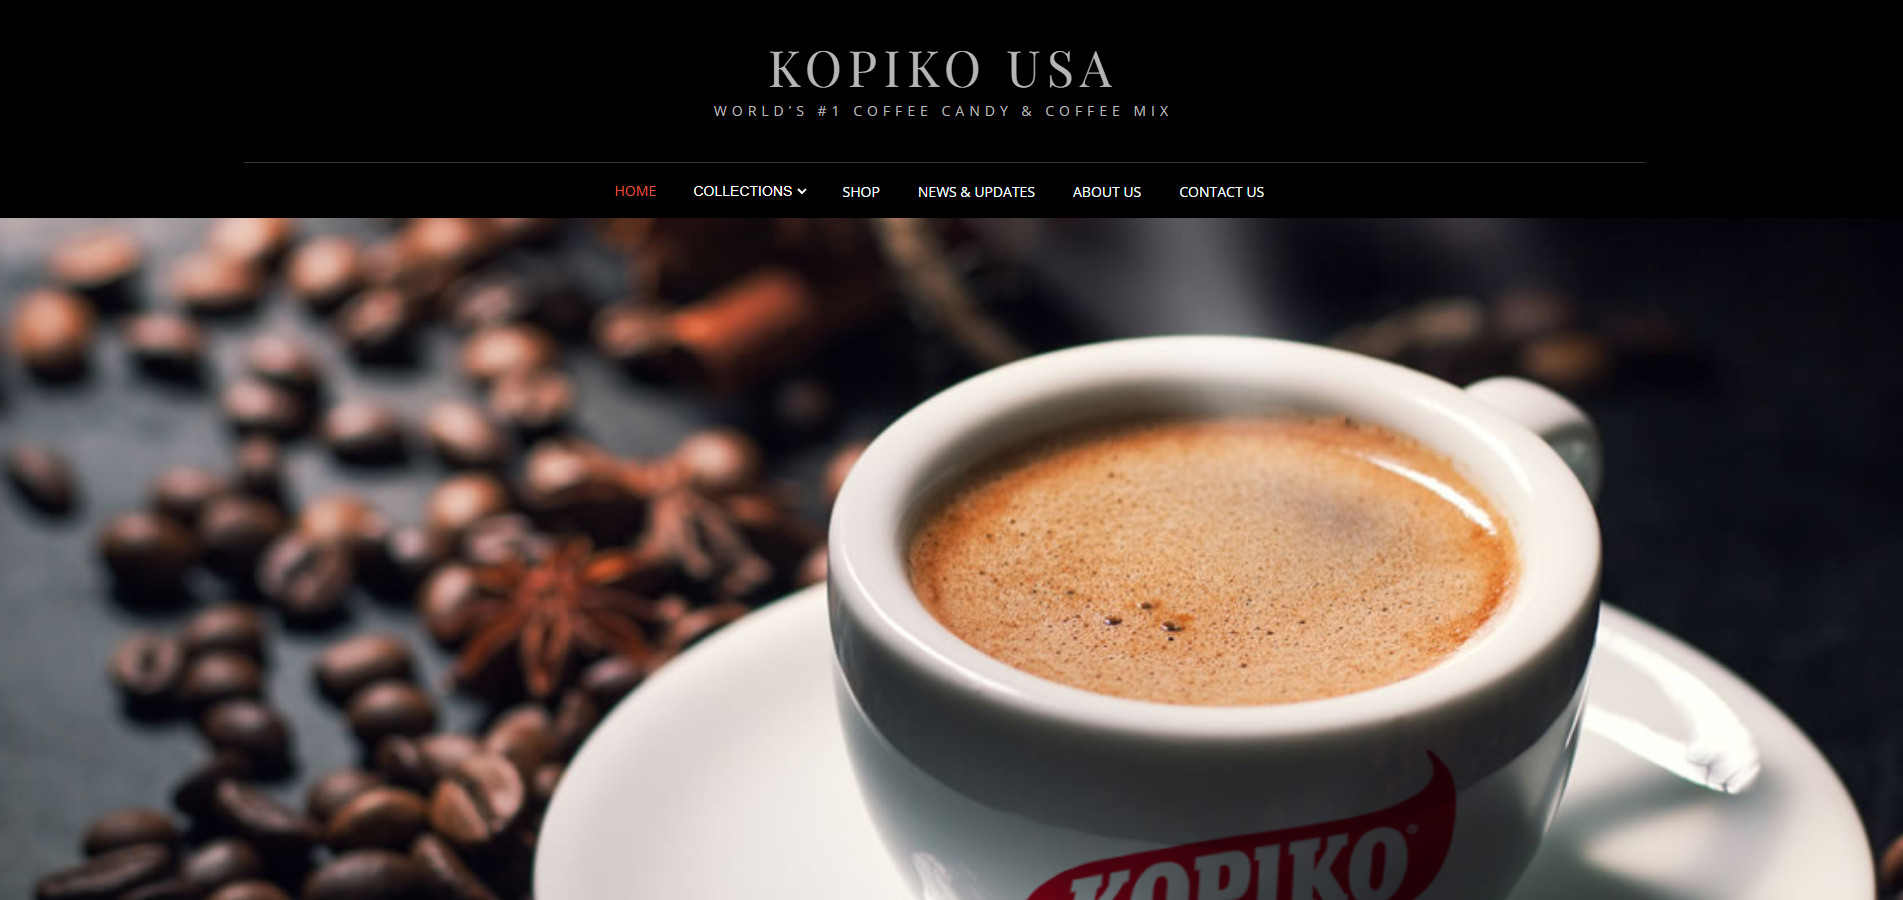 KOPIKO USA
WORLD’S #1 COFFEE CANDY & COFFEE MIX
HOME COLLECTIONS SHOP NEWS & UPDATES ABOUT US CONTACT US
KOPIKO®